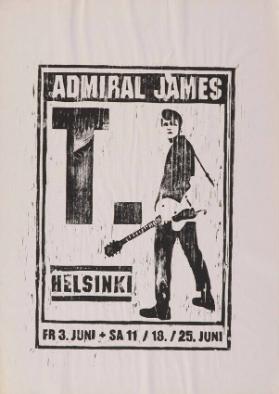 ADMIRAL JAMES
T.
HELSINKI
FR 3. JUNI + SA 11 / 18. / 25. JUNI